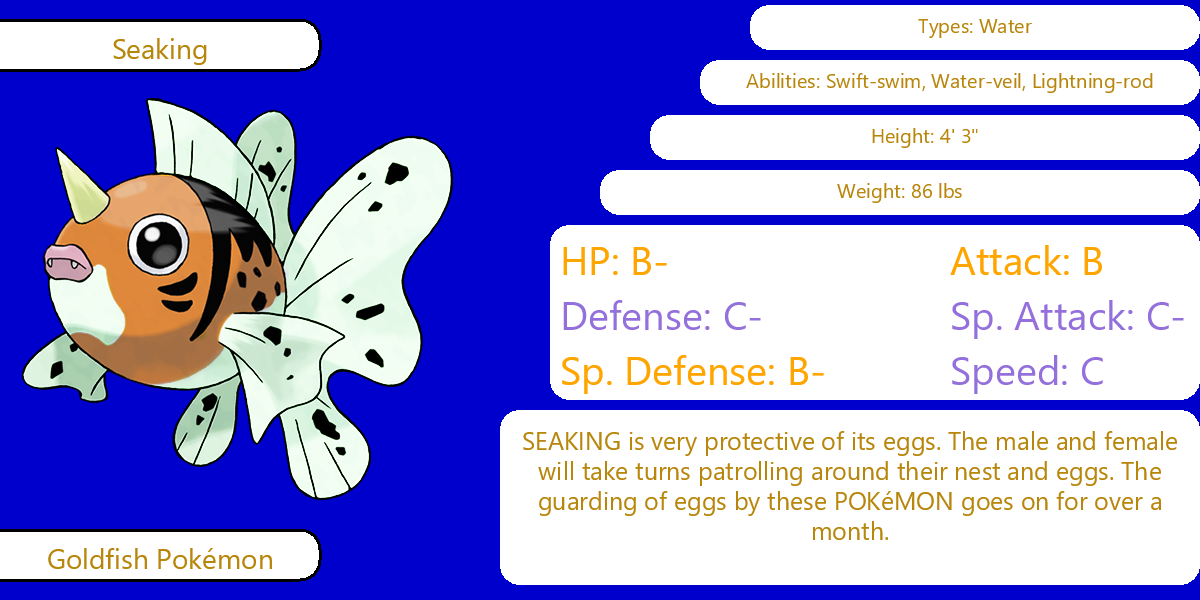 Seaking
Types: Water
Abilities: Swift-swim, Water-veil, Lightning-rod
Height: 4' 3"
Weight: 86 lbs
HP: B-
Attack: B
Defense: C-
Sp. Attack: C-
Sp. Defense: B-
Speed: C
SEAKING is very protective of its eggs. The male and female
will take turns patrolling around their nest and eggs. The
guarding of eggs by these POKéMON goes on for over a
month.
Goldfish Pokémon